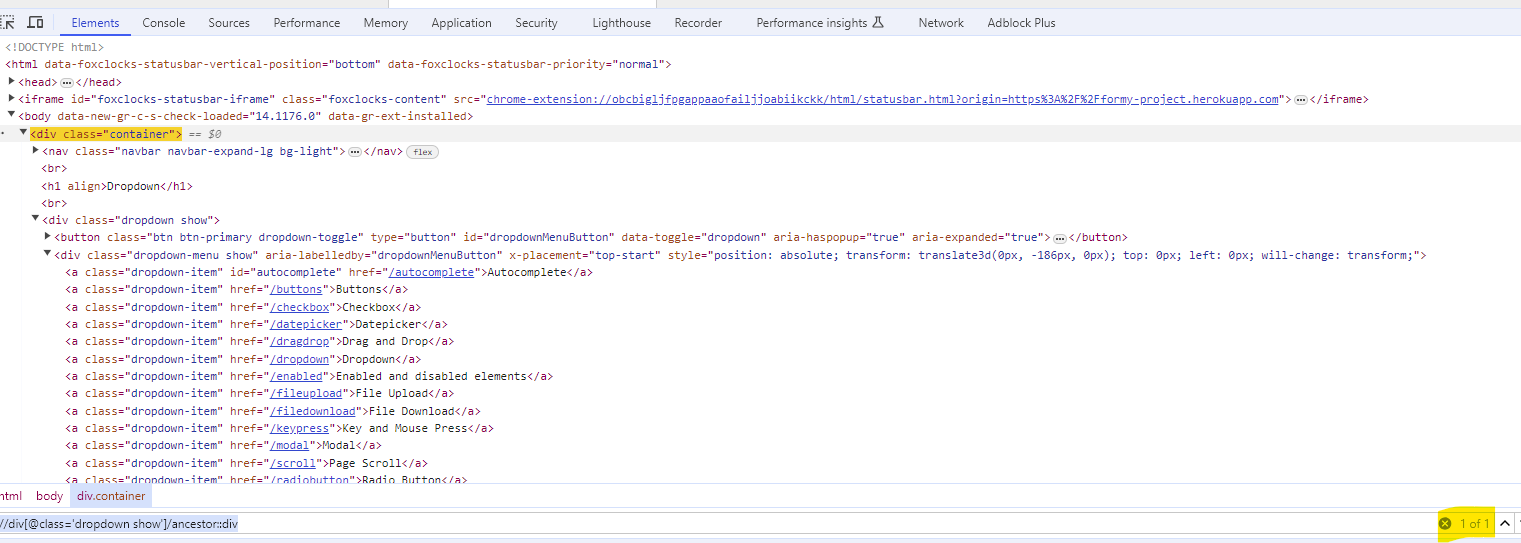 Elements Console Sources Performance Memory Application Security Lighthouse Recorder Performance insights Network Adblock Plus
<!DOCTYPE html>
<html data-foxclocks-statusbar-vertical-position="bottom" data-foxclocks-statusbar-priority="normal">
<head> … </head>
<iframe id="foxclocks-statusbar-iframe" class="foxclocks-content" src="chrome-extension://obcbigljfpgappaaofailjjoabiikckk/html/statusbar.html?origin=https%3A%2F%2Fformy-project.herokuapp.com"> … </iframe>
<body data-new-gr-c-s-check-loaded="14.1176.0" data-gr-ext-installed>
<div class="container"> == $0
<nav class="navbar navbar-expand-lg bg-light"> … </nav> flex
<br>
<h1 align>Dropdown</h1>
<br>
<div class="dropdown show">
<button class="btn btn-primary dropdown-toggle" type="button" id="dropdownMenuButton" data-toggle="dropdown" aria-haspopup="true" aria-expanded="true"> … </button>
<div class="dropdown-menu show" aria-labelledby="dropdownMenuButton" x-placement="top-start" style="position: absolute; transform: translate3d(0px, -186px, 0px); top: 0px; left: 0px; will-change: transform;">
<a class="dropdown-item" id="autocomplete" href="/autocomplete">Autocomplete</a>
<a class="dropdown-item" href="/buttons">Buttons</a>
<a class="dropdown-item" href="/checkbox">Checkbox</a>
<a class="dropdown-item" href="/datepicker">Datepicker</a>
<a class="dropdown-item" href="/dragdrop">Drag and Drop</a>
<a class="dropdown-item" href="/dropdown">Dropdown</a>
<a class="dropdown-item" href="/enabled">Enabled and disabled elements</a>
<a class="dropdown-item" href="/fileupload">File Upload</a>
<a class="dropdown-item" href="/filedownload">File Download</a>
<a class="dropdown-item" href="/keypress">Key and Mouse Press</a>
<a class="dropdown-item" href="/modal">Modal</a>
<a class="dropdown-item" href="/scroll">Page Scroll</a>
<a class="dropdown-item" href="/radiobutton">Radio Button</a>
html body div.container
//div[@class='dropdown show']/ancestor::div 1 of 1